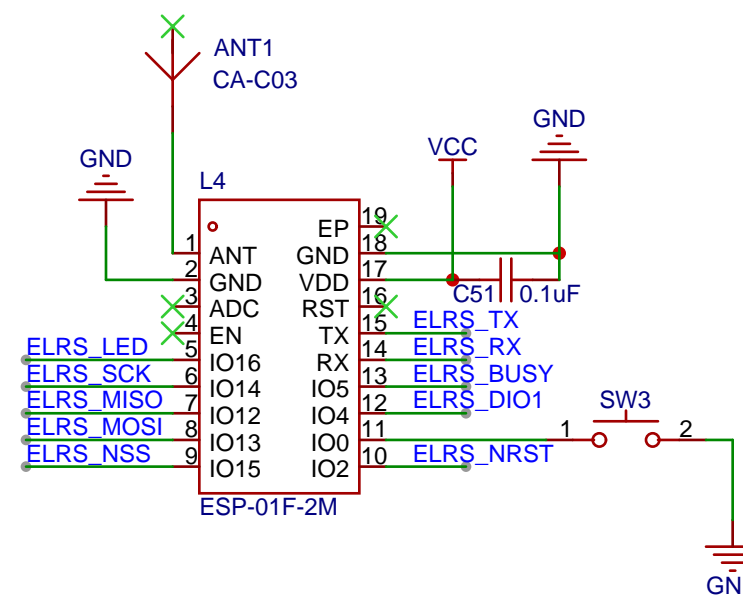 ANT1
CA-C03
GND
VCC
GND
L4
1 ANT
2 GND
3 ADC
4 EN
5 IO16
6 IO14
7 IO12
8 IO13
9 IO15
EP 19
GND 18
VDD 17
RST 16
TX 15
RX 14
IO5 13
IO4 12
IO0 11
IO2 10
C51 0.1uF
ELRS_LED
ELRS_SCK
ELRS_MISO
ELRS_MOSI
ELRS_NSS
ELRS_TX
ELRS_RX
ELRS_BUSY
ELRS_DIO1
ELRS_NRST
SW3
1 2
ESP-01F-2M
GN